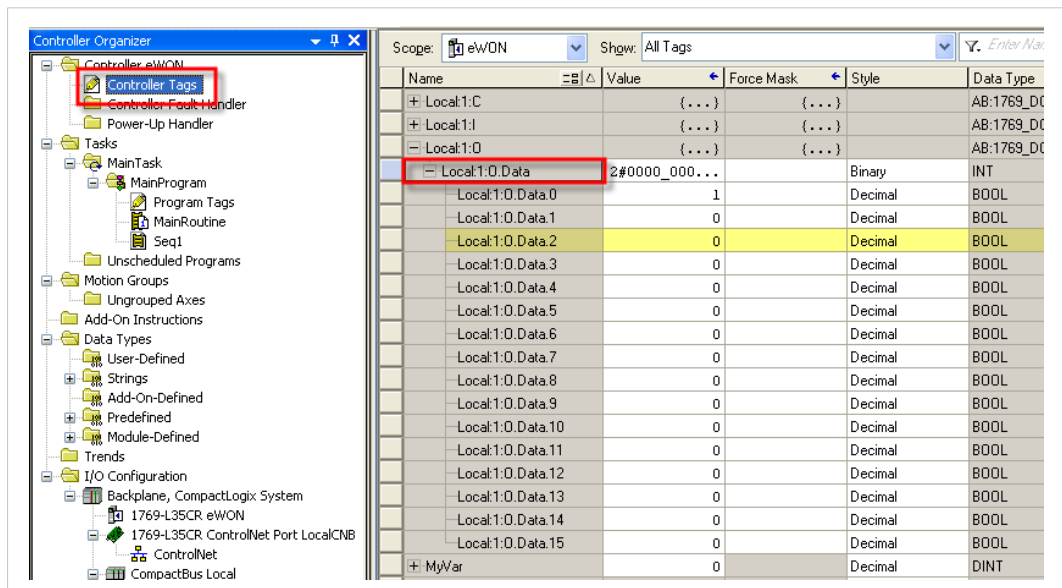 Controller Organizer
Controller eWON
Controller Tags
Controller Fault Handler
Power-Up Handler
Tasks
MainTask
MainProgram
Program Tags
MainRoutine
Seq1
Unscheduled Programs
Motion Groups
Ungrouped Axes
Add-On Instructions
Data Types
User-Defined
Strings
Add-On-Defined
Predefined
Module-Defined
Trends
I/O Configuration
Backplane, CompactLogix System
1769-L35CR eWON
1769-L35CR ControlNet Port LocalCNB
ControlNet
CompactBus Local
Scope: eWON Show: All Tags Enter Na
Name Value Force Mask Style Data Type
Local:1:C {...} {...} AB:1769_DO
Local:1:I {...} {...} AB:1769_DO
Local:1:O {...} {...} AB:1769_DO
Local:1:O.Data 2#0000_000... Binary INT
Local:1:O.Data.0 1 Decimal BOOL
Local:1:O.Data.1 0 Decimal BOOL
Local:1:O.Data.2 0 Decimal BOOL
Local:1:O.Data.3 0 Decimal BOOL
Local:1:O.Data.4 0 Decimal BOOL
Local:1:O.Data.5 0 Decimal BOOL
Local:1:O.Data.6 0 Decimal BOOL
Local:1:O.Data.7 0 Decimal BOOL
Local:1:O.Data.8 0 Decimal BOOL
Local:1:O.Data.9 0 Decimal BOOL
Local:1:O.Data.10 0 Decimal BOOL
Local:1:O.Data.11 0 Decimal BOOL
Local:1:O.Data.12 0 Decimal BOOL
Local:1:O.Data.13 0 Decimal BOOL
Local:1:O.Data.14 0 Decimal BOOL
Local:1:O.Data.15 0 Decimal BOOL
MyVar 0 Decimal DINT